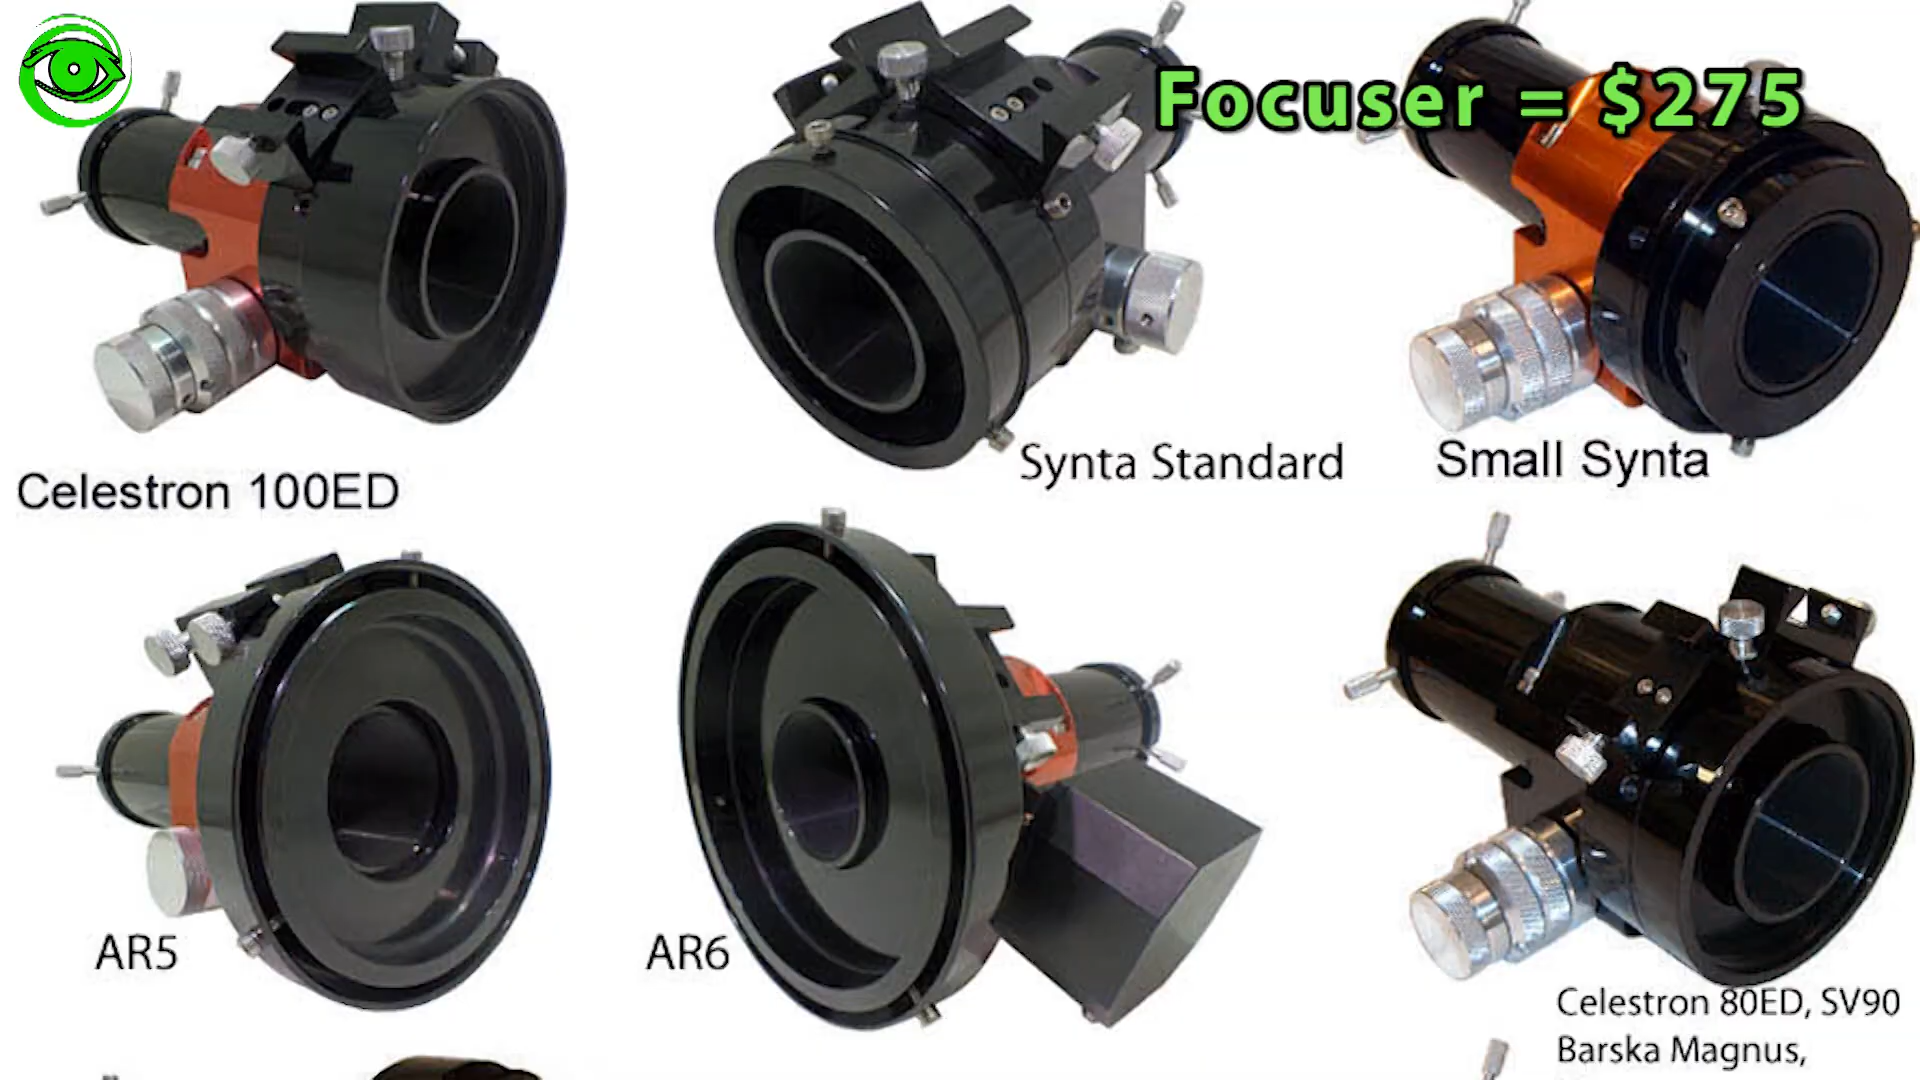 Focuser = $275
Celestron 100ED
Synta Standard
Small Synta
AR5
AR6
Celestron 80ED, SV90
Barska Magnus,